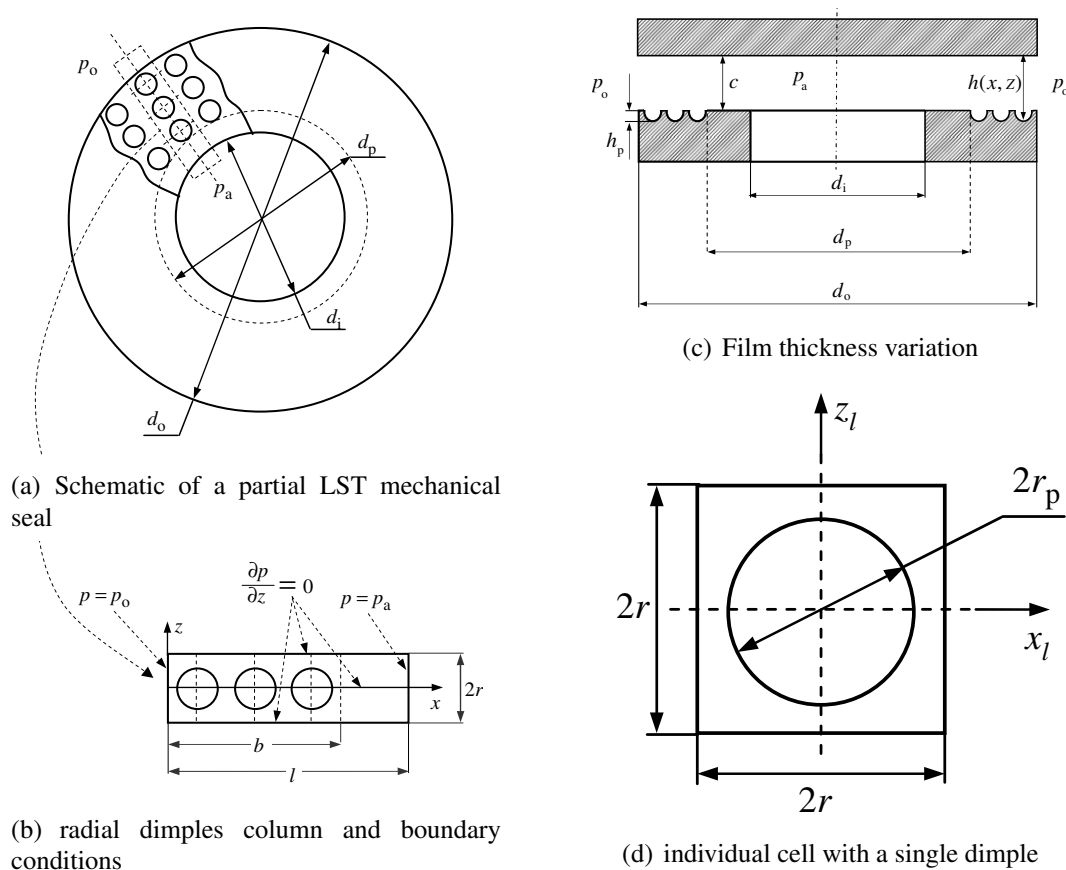 p_o
d_p
p_a
d_i
d_o
(a) Schematic of a partial LST mechanical
seal
∂p/∂z = 0
p = p_o
p = p_a
z
2r
x
b
l
(b) radial dimples column and boundary
conditions
p_o
c
p_a
h(x, z)
p_o
h_p
d_i
d_p
d_o
(c) Film thickness variation
z_l
2r_p
2r
x_l
2r
(d) individual cell with a single dimple